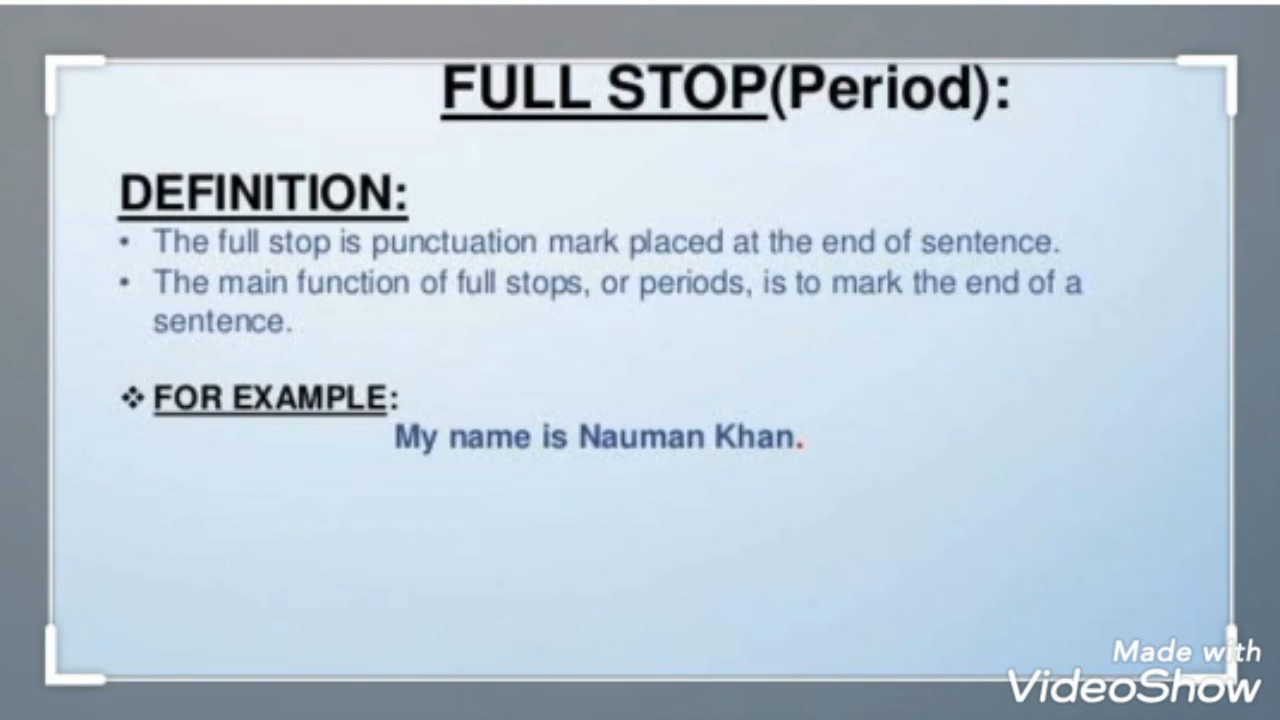 FULL STOP(Period):
DEFINITION:
• The full stop is punctuation mark placed at the end of sentence.
• The main function of full stops, or periods, is to mark the end of a
sentence.
❖ FOR EXAMPLE:
My name is Nauman Khan.
Made with
VideoShow